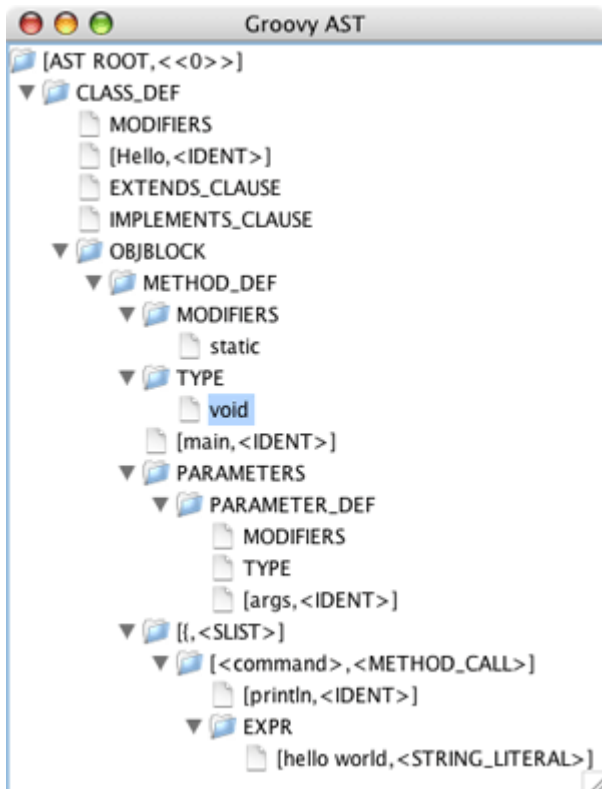 Groovy AST
[AST ROOT,<<0>>]
CLASS_DEF
MODIFIERS
[Hello,<IDENT>]
EXTENDS_CLAUSE
IMPLEMENTS_CLAUSE
OBJBLOCK
METHOD_DEF
MODIFIERS
static
TYPE
void
[main,<IDENT>]
PARAMETERS
PARAMETER_DEF
MODIFIERS
TYPE
[args,<IDENT>]
[{,<SLIST>]
[<command>,<METHOD_CALL>]
[println,<IDENT>]
EXPR
[hello world,<STRING_LITERAL>]